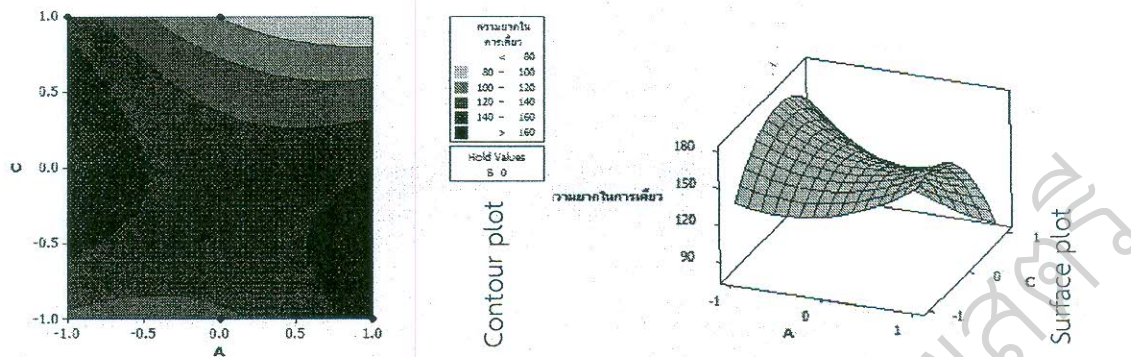 1.0
0.5
0.0
-0.5
-1.0
C
-1.0 -0.5 0.0 0.5 1.0
A
ความยากใน
การเคี้ยว
< 80
80 - 100
100 - 120
120 - 140
140 - 160
> 160
Hold Values
B 0
Contour plot
วามยากในการเคี้ยว
180
150
120
90
-1 0 1
A
-1 0 1
C
Surface plot